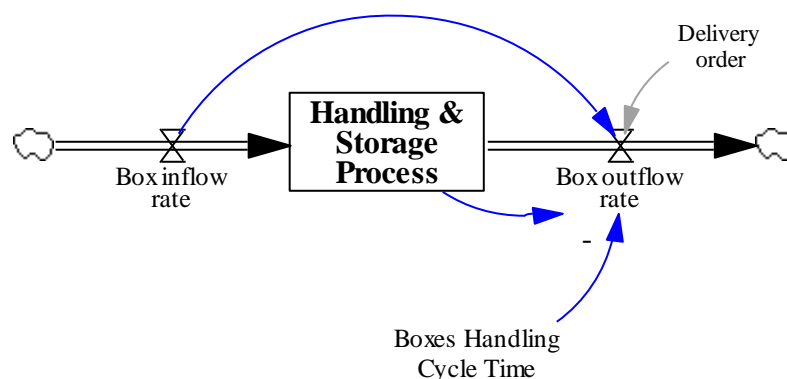 Delivery
order
Handling &
Storage
Process
Box inflow
rate
Box outflow
rate
-
Boxes Handling
Cycle Time